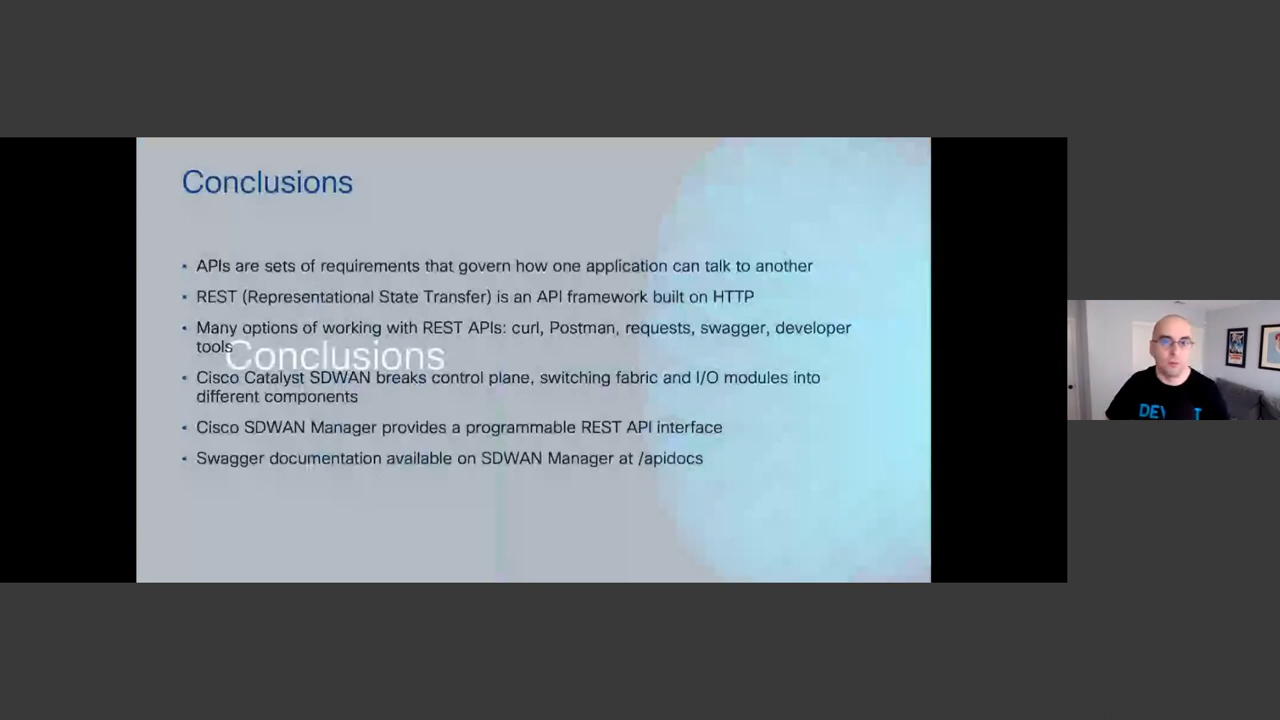 Conclusions
• APIs are sets of requirements that govern how one application can talk to another
• REST (Representational State Transfer) is an API framework built on HTTP
• Many options of working with REST APIs: curl, Postman, requests, swagger, developer
tools
Conclusions
• Cisco Catalyst SDWAN breaks control plane, switching fabric and I/O modules into
different components
• Cisco SDWAN Manager provides a programmable REST API interface
• Swagger documentation available on SDWAN Manager at /apidocs